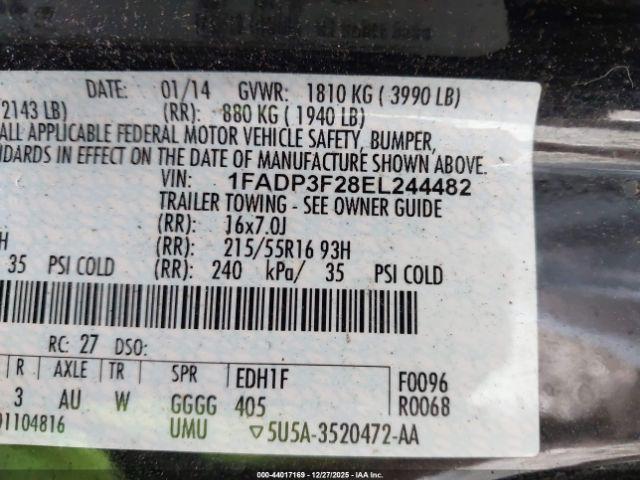 DATE: 01/14 GVWR: 1810 KG ( 3990 LB)
2143 LB) (RR): 880 KG ( 1940 LB)
ALL APPLICABLE FEDERAL MOTOR VEHICLE SAFETY, BUMPER,
NDARDS IN EFFECT ON THE DATE OF MANUFACTURE SHOWN ABOVE.
VIN: 1FADP3F28EL244482
TRAILER TOWING - SEE OWNER GUIDE
(RR): 16x7.0J
H (RR): 215/55R16 93H
35 PSI COLD (RR): 240 kPa/ 35 PSI COLD
RC: 27 DSO:
R AXLE TR SPR EDH1F F0096
3 AU W GGGG 405 R0068
01104816 UMU ▽5U5A-3520472-AA
000-44017169 - 12/27/2025 - IAA